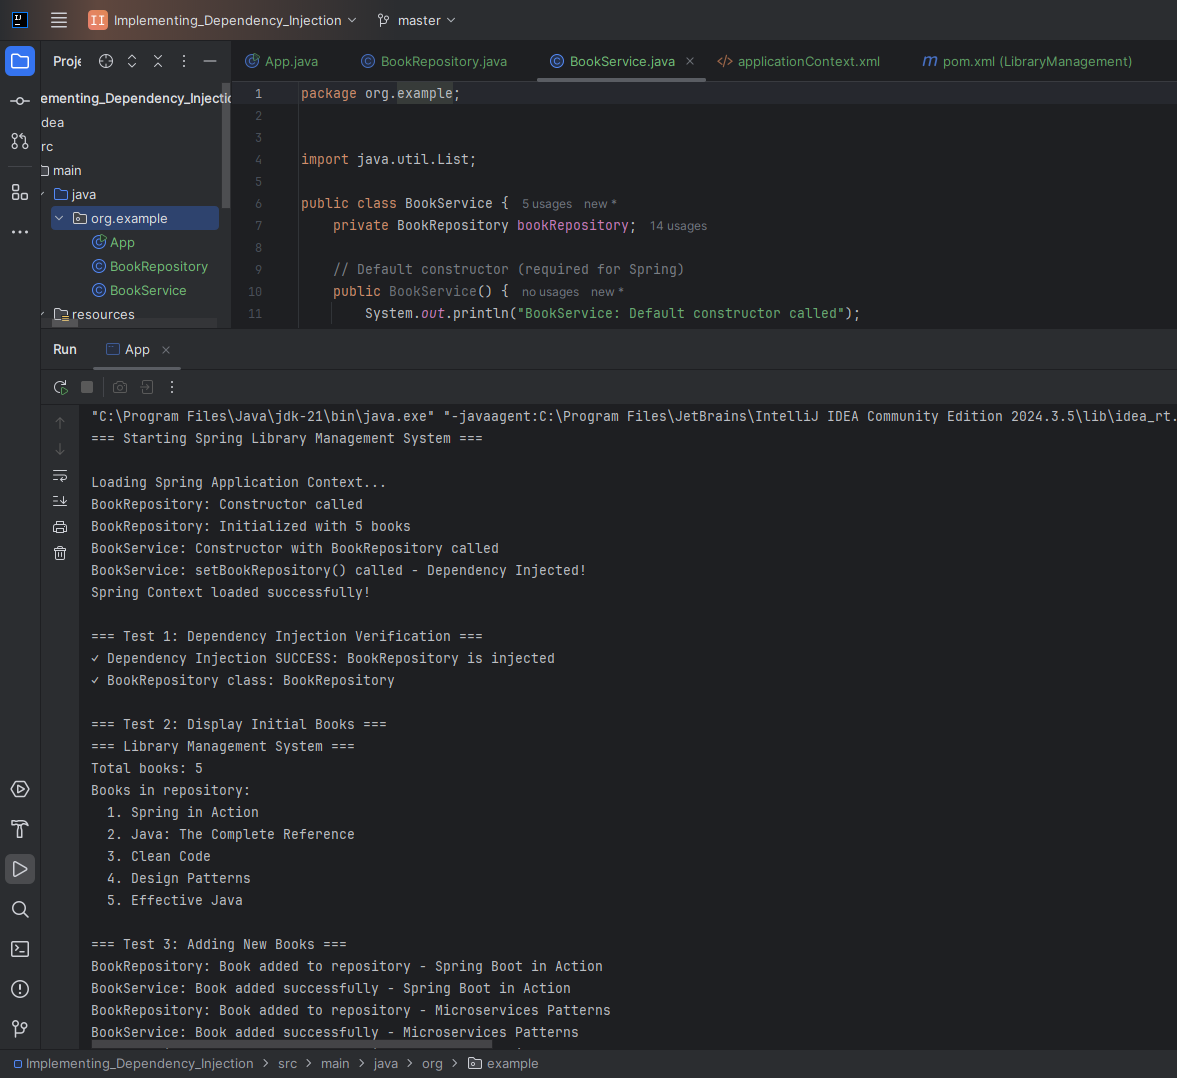 II Implementing_Dependency_Injection master
Proje
App.java BookRepository.java BookService.java applicationContext.xml pom.xml (LibraryManagement)
ementing_Dependency_Injectio
dea
rc
main
java
org.example
App
BookRepository
BookService
resources
1 package org.example;
2
3
4 import java.util.List;
5
6 public class BookService { 5 usages new *
7 private BookRepository bookRepository; 14 usages
8
9 // Default constructor (required for Spring)
10 public BookService() { no usages new *
11 System.out.println("BookService: Default constructor called");
Run App
"C:\Program Files\Java\jdk-21\bin\java.exe" "-javaagent:C:\Program Files\JetBrains\IntelliJ IDEA Community Edition 2024.3.5\lib\idea_rt.
=== Starting Spring Library Management System ===
Loading Spring Application Context...
BookRepository: Constructor called
BookRepository: Initialized with 5 books
BookService: Constructor with BookRepository called
BookService: setBookRepository() called - Dependency Injected!
Spring Context loaded successfully!
=== Test 1: Dependency Injection Verification ===
✓ Dependency Injection SUCCESS: BookRepository is injected
✓ BookRepository class: BookRepository
=== Test 2: Display Initial Books ===
=== Library Management System ===
Total books: 5
Books in repository:
1. Spring in Action
2. Java: The Complete Reference
3. Clean Code
4. Design Patterns
5. Effective Java
=== Test 3: Adding New Books ===
BookRepository: Book added to repository - Spring Boot in Action
BookService: Book added successfully - Spring Boot in Action
BookRepository: Book added to repository - Microservices Patterns
BookService: Book added successfully - Microservices Patterns
Implementing_Dependency_Injection > src > main > java > org > example